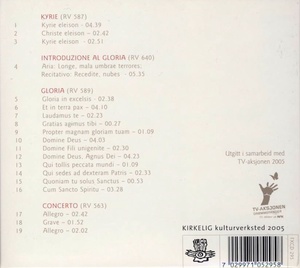 KYRIE (RV 587)
1 Kyrie eleison - 04.39
2 Christe eleison - 02.42
3 Kyrie eleison - 02.51
INTRODUZIONE AL GLORIA (RV 640)
4 Aria: Longe, mala umbrae terrores;
Recitativo: Recedite, nubes - 05.35
GLORIA (RV 589)
5 Gloria in excelsis - 02.38
6 Et in terra pax - 04.10
7 Laudamus te - 02.23
8 Gratias agimus tibi - 00.27
9 Propter magnam gloriam tuam - 01.09
10 Domine Deus - 04.03
11 Domine Fili unigenite - 02.30
12 Domine Deus, Agnus Dei - 04.23
13 Qui tollis peccata mundi - 01.09
14 Qui sedes ad dexteram Patris - 02.33
15 Quoniam tu solus Sanctus - 00.51
16 Cum Sancto Spiritu - 03.28
CONCERTO (RV 565)
17 Allegro - 02.42
18 Grave - 01.52
19 Allegro - 02.02
Utgitt i samarbeid med
TV-aksjonen 2005
TV-AKSJONEN
KIRKELIG kulturverksted 2005
7 029971 052958